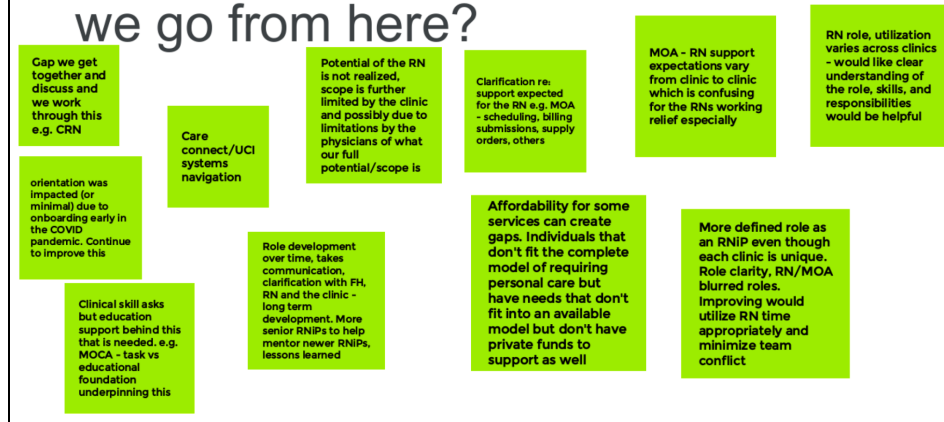 we go from here?
Gap we get
together and
discuss and
we work
through this
e.g. CRN
Care
connect/UCI
systems
navigation
Potential of the RN
is not realized,
scope is further
limited by the clinic
and possibly due to
limitations by the
physicians of what
our full
potential/scope is
Clarification re:
support expected
for the RN e.g. MOA
- scheduling, billing
submissions, supply
orders, others
MOA - RN support
expectations vary
from clinic to clinic
which is confusing
for the RNs working
relief especially
RN role, utilization
varies across clinics
- would like clear
understanding of
the role, skills, and
responsibilities
would be helpful
orientation was
impacted (or
minimal) due to
onboarding early in
the COVID
pandemic. Continue
to improve this
Role development
over time, takes
communication,
clarification with FH,
RN and the clinic -
long term
development. More
senior RNiPs to help
mentor newer RNiPs,
lessons learned
Affordability for some
services can create
gaps. Individuals that
don't fit the complete
model of requiring
personal care but
have needs that don't
fit into an available
model but don't have
private funds to
support as well
More defined role as
an RNiP even though
each clinic is unique.
Role clarity, RN/MOA
blurred roles.
Improving would
utilize RN time
appropriately and
minimize team
conflict
Clinical skill asks
but education
support behind this
that is needed. e.g.
MOCA - task vs
educational
foundation
underpinning this